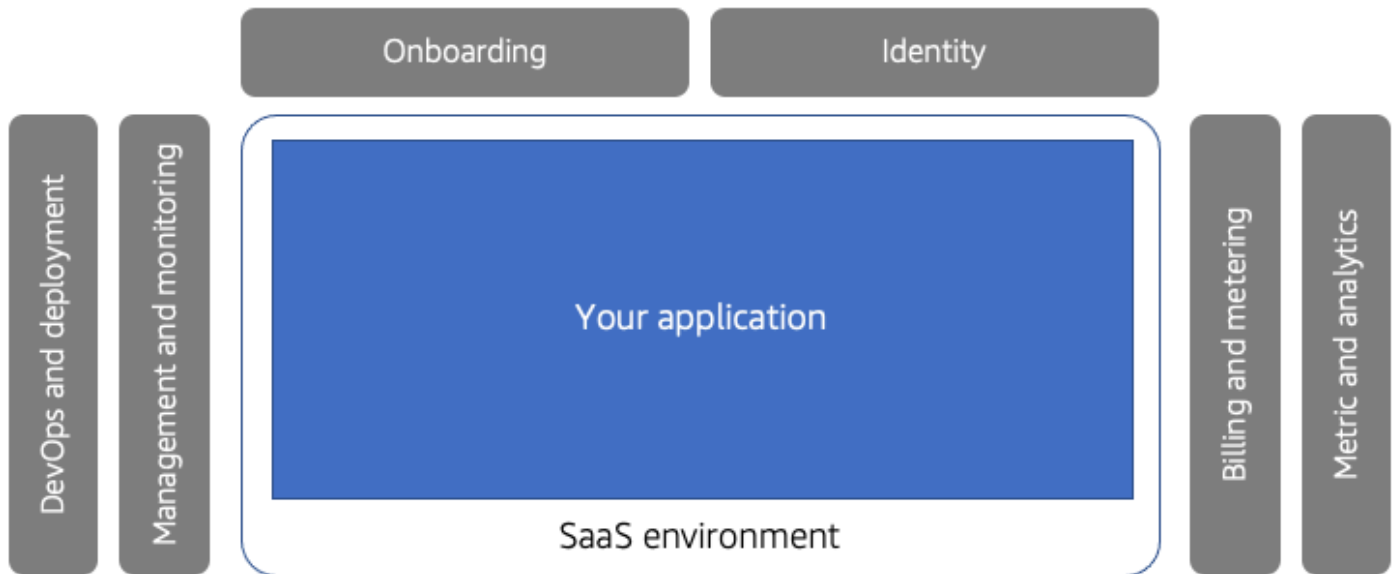 Onboarding
Identity
DevOps and deployment
Management and monitoring
Your application
SaaS environment
Billing and metering
Metric and analytics